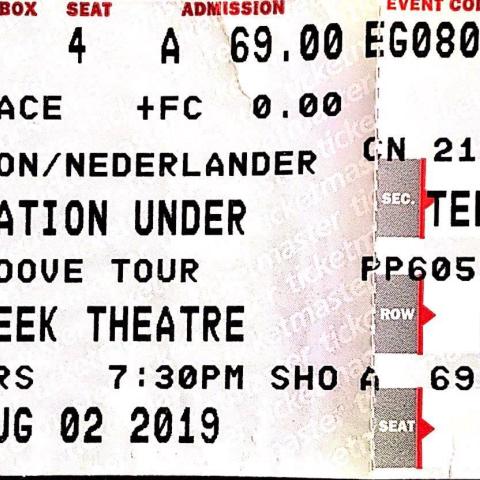 BOX SEAT ADMISSION EVENT CO
4 A 69.00 EG080
ACE +FC 0.00
ON/NEDERLANDER CN 21
SEC.
ATION UNDER TE
OOVE TOUR PP605
EEK THEATRE ROW
RS 7:30PM SHO A 69
UG 02 2019 SEAT